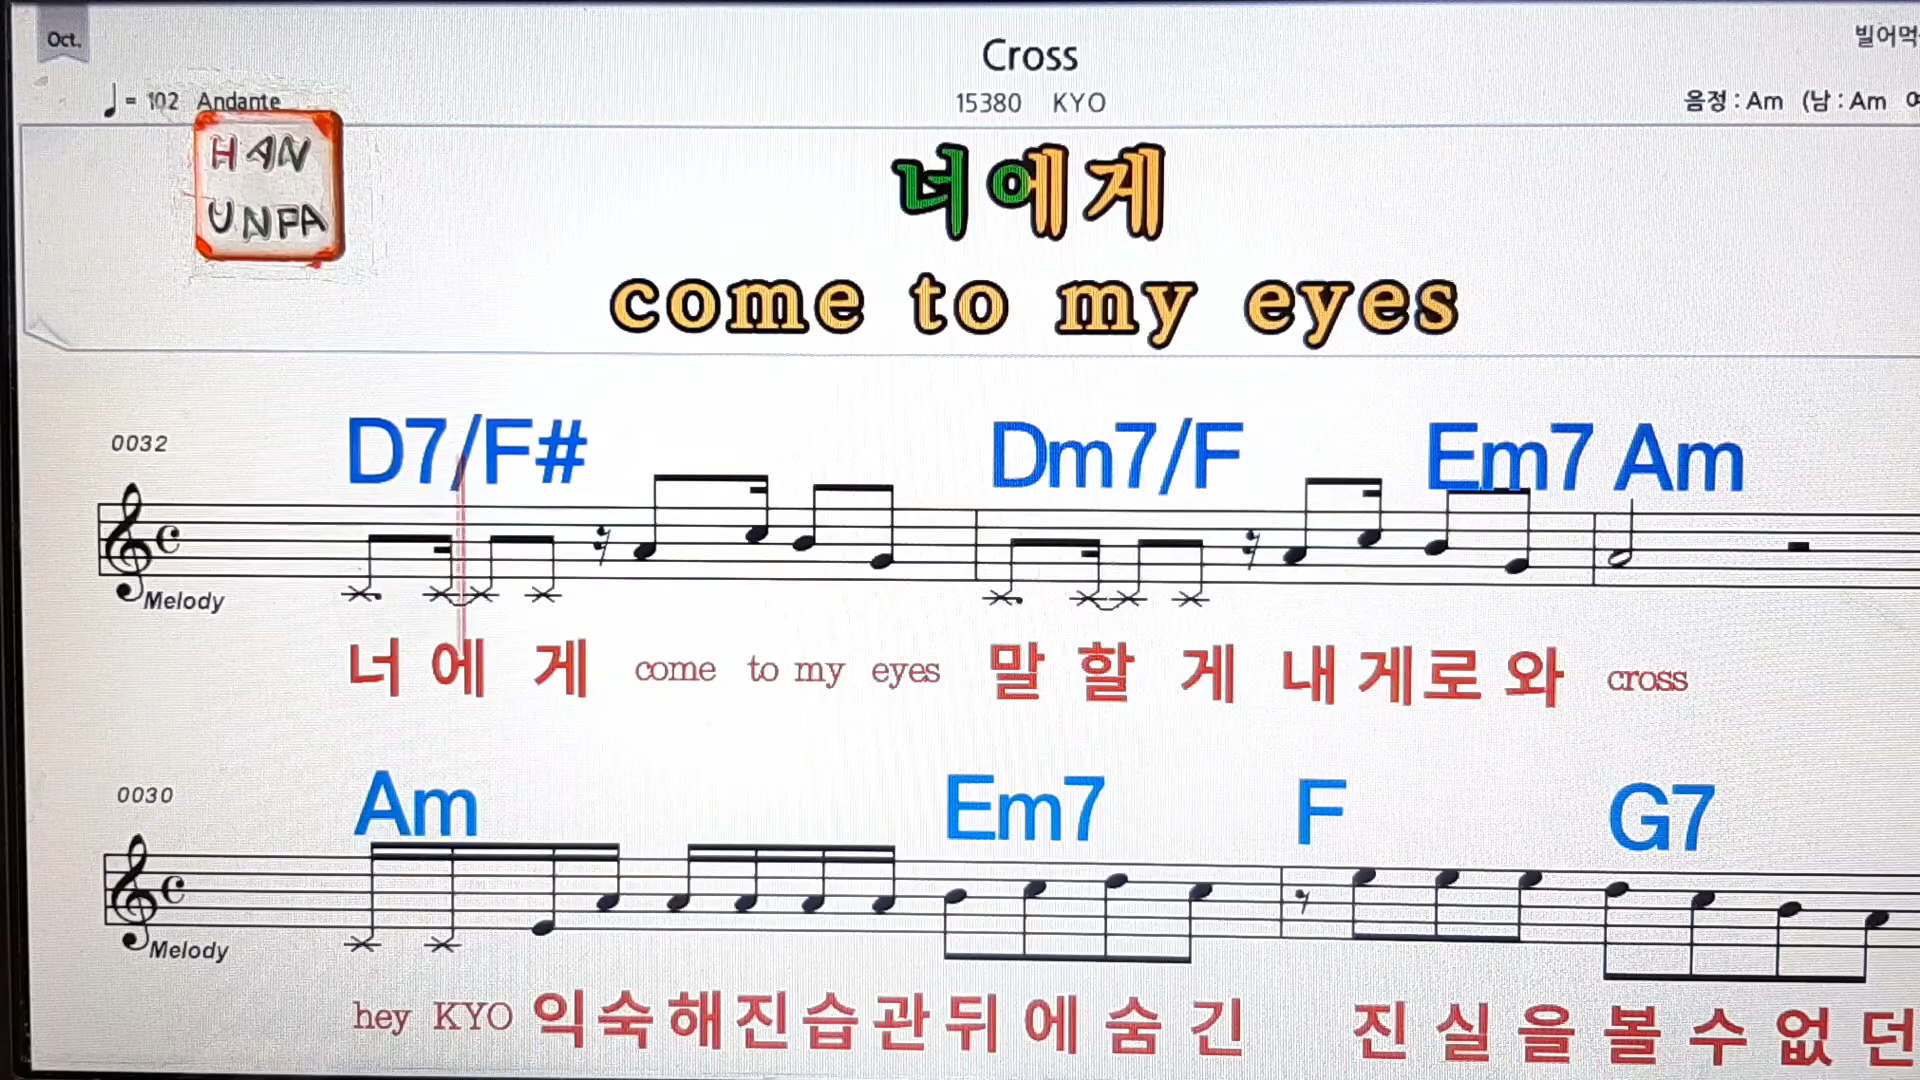 Oct.
Cross
빌어먹
♩= 102 Andante
15380 KYO
음정 : Am (남 : Am 여
HAN
UNFA
너에게
come to my eyes
0032
D7/F# Dm7/F Em7 Am
Melody
너 에 게 come to my eyes 말 할 게 내 게 로 와 cross
0030
Am Em7 F G7
Melody
hey KYO 익 숙 해 진 습 관 뒤 에 숨 긴 진 실 을 볼 수 없 던